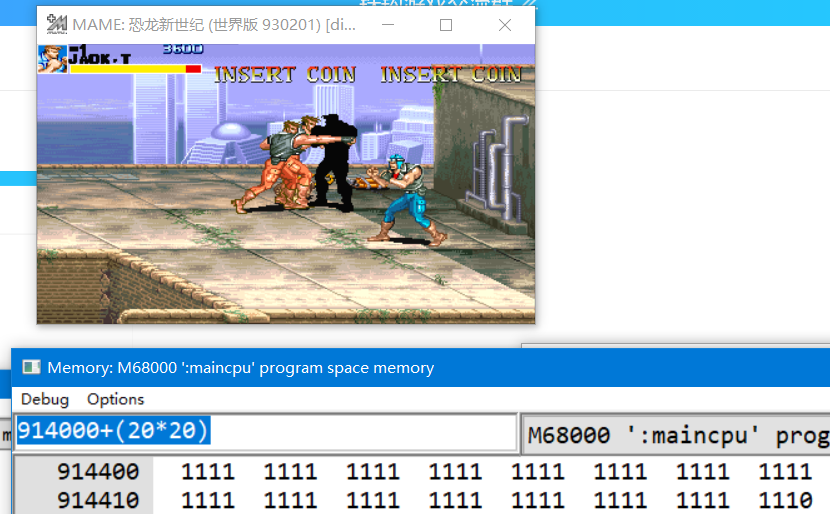 MAME: 恐龙新世纪 (世界版 930201) [di...
=1 3600
JACK.T
INSERT COIN INSERT COIN
Memory: M68000 ':maincpu' program space memory
Debug Options
914000+(20*20)
M68000 ':maincpu' prog
914400 1111 1111 1111 1111 1111 1111 1111 1111
914410 1111 1111 1111 1111 1111 1111 1111 1110